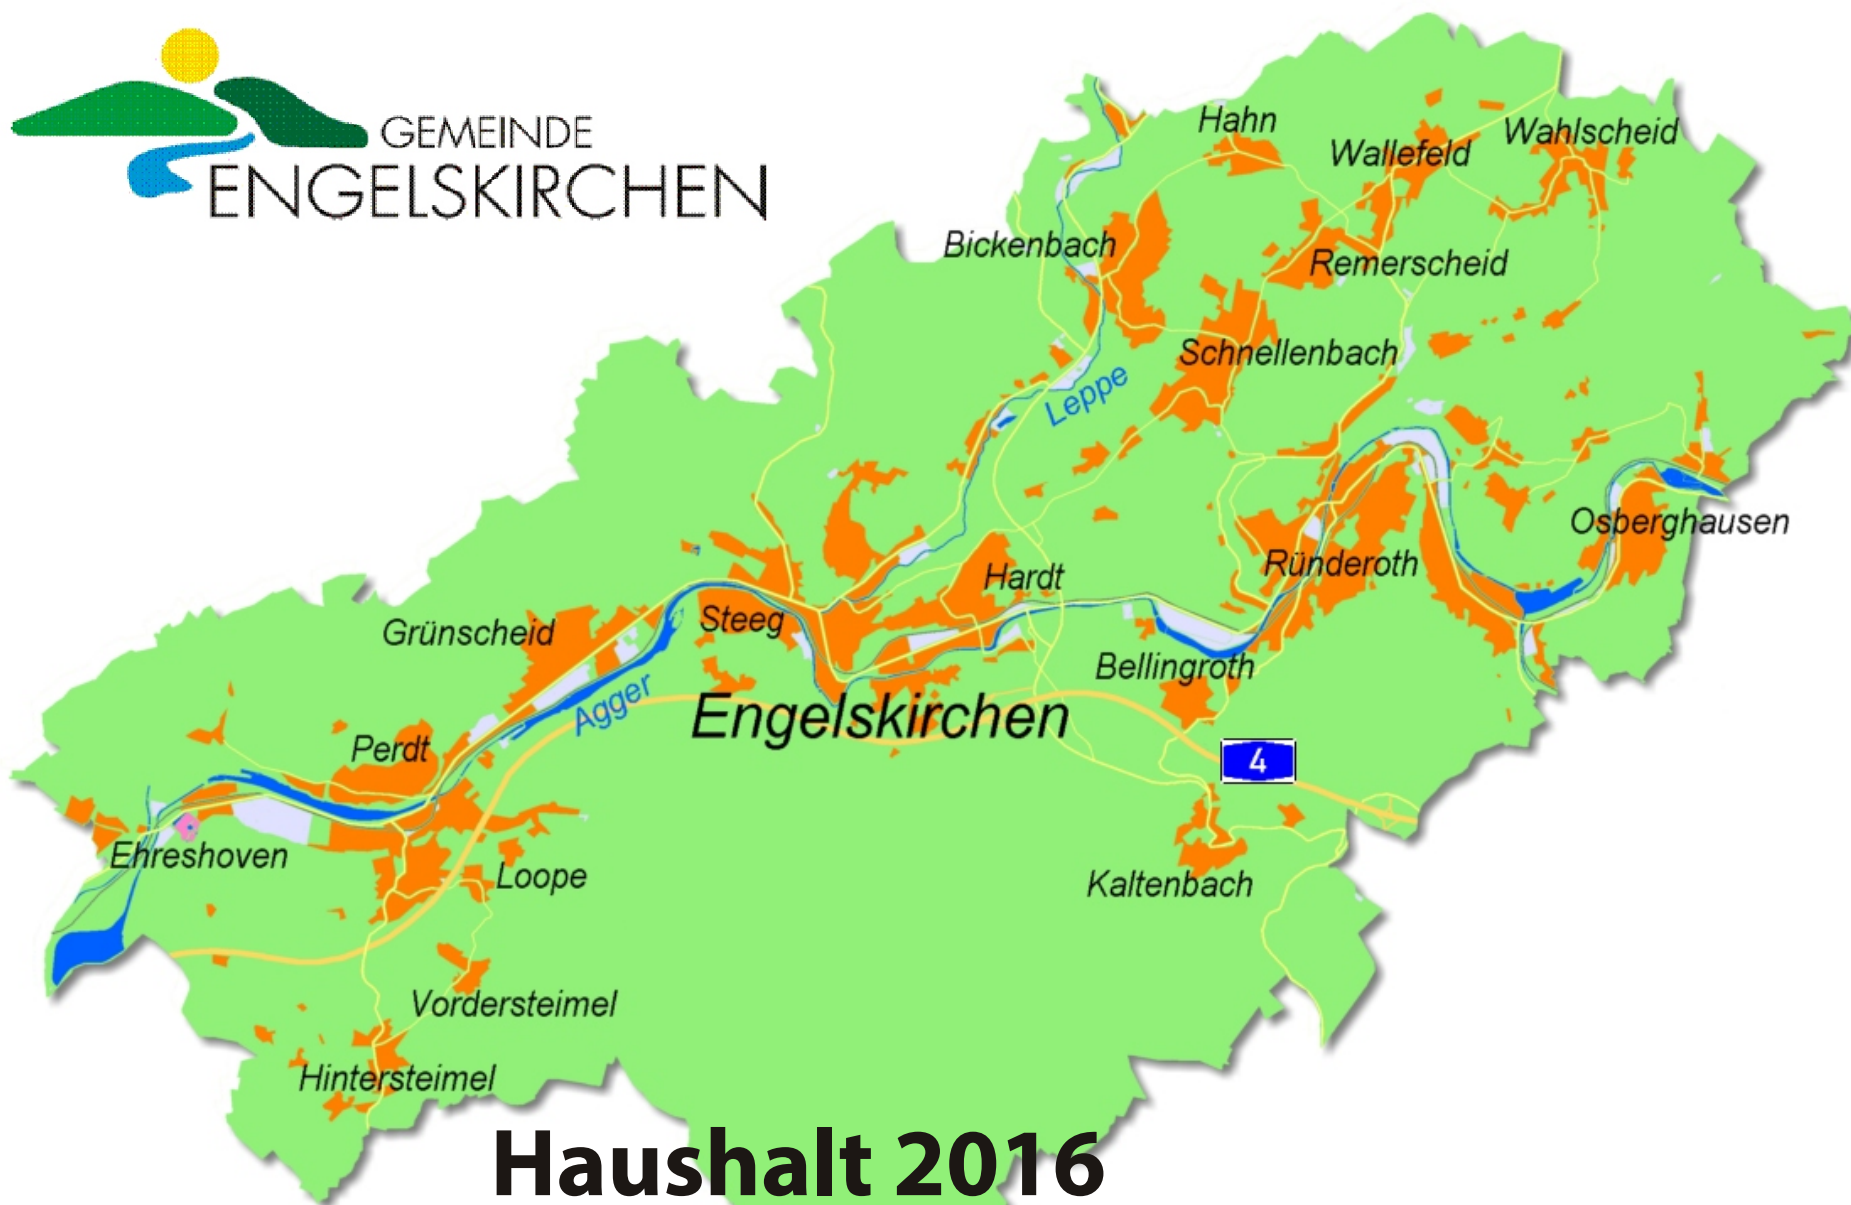 GEMEINDE
ENGELSKIRCHEN
Hahn
Wallefeld
Wahlscheid
Bickenbach
Remerscheid
Schnellenbach
Leppe
Osberghausen
Ründeroth
Hardt
Steeg
Grünscheid
Bellingroth
Agger
Engelskirchen
Perdt
4
Ehreshoven
Loope
Kaltenbach
Vordersteimel
Hintersteimel
Haushalt 2016